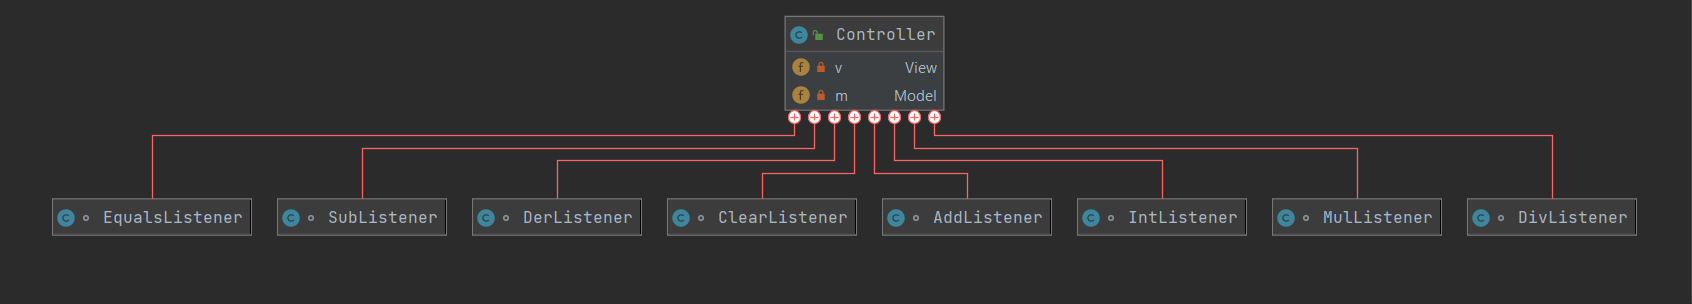 C Controller
f v View
f m Model
C EqualsListener
C SubListener
C DerListener
C ClearListener
C AddListener
C IntListener
C MulListener
C DivListener